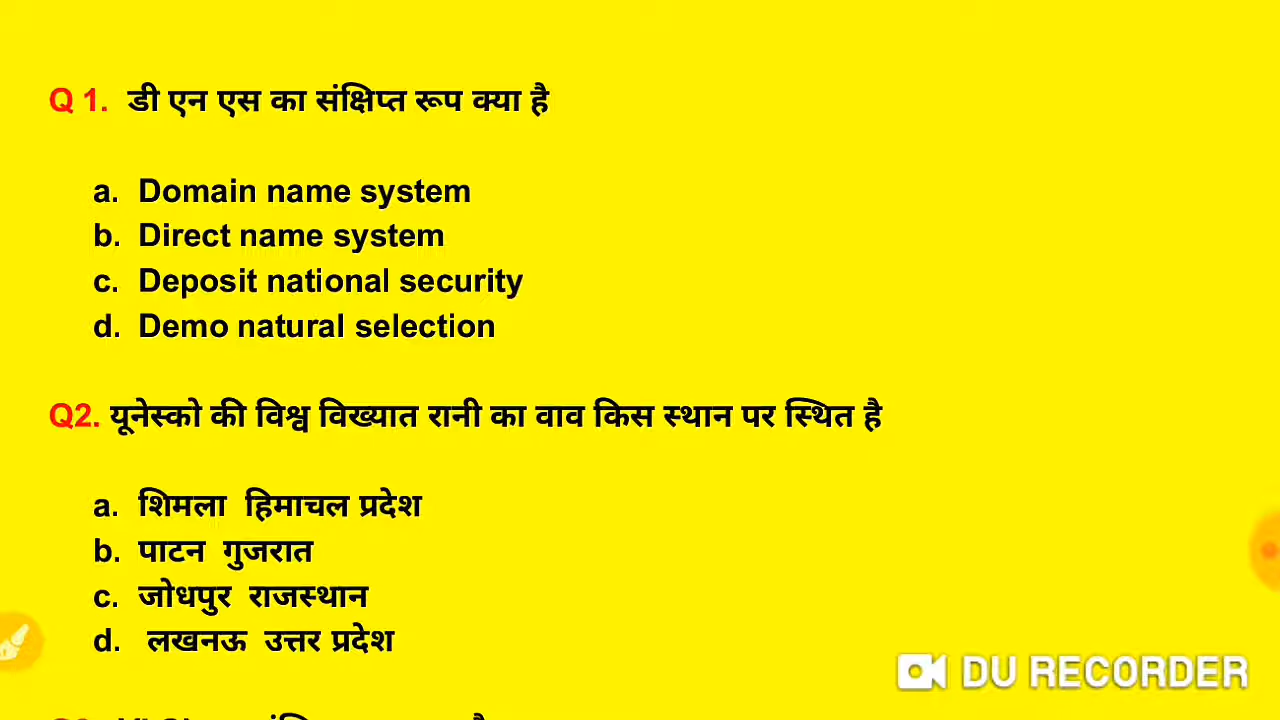 Q 1. डी एन एस का संक्षिप्त रूप क्या है
a. Domain name system
b. Direct name system
c. Deposit national security
d. Demo natural selection
Q2. यूनेस्को की विश्व विख्यात रानी का वाव किस स्थान पर स्थित है
a. शिमला हिमाचल प्रदेश
b. पाटन गुजरात
c. जोधपुर राजस्थान
d. लखनऊ उत्तर प्रदेश
DU RECORDER